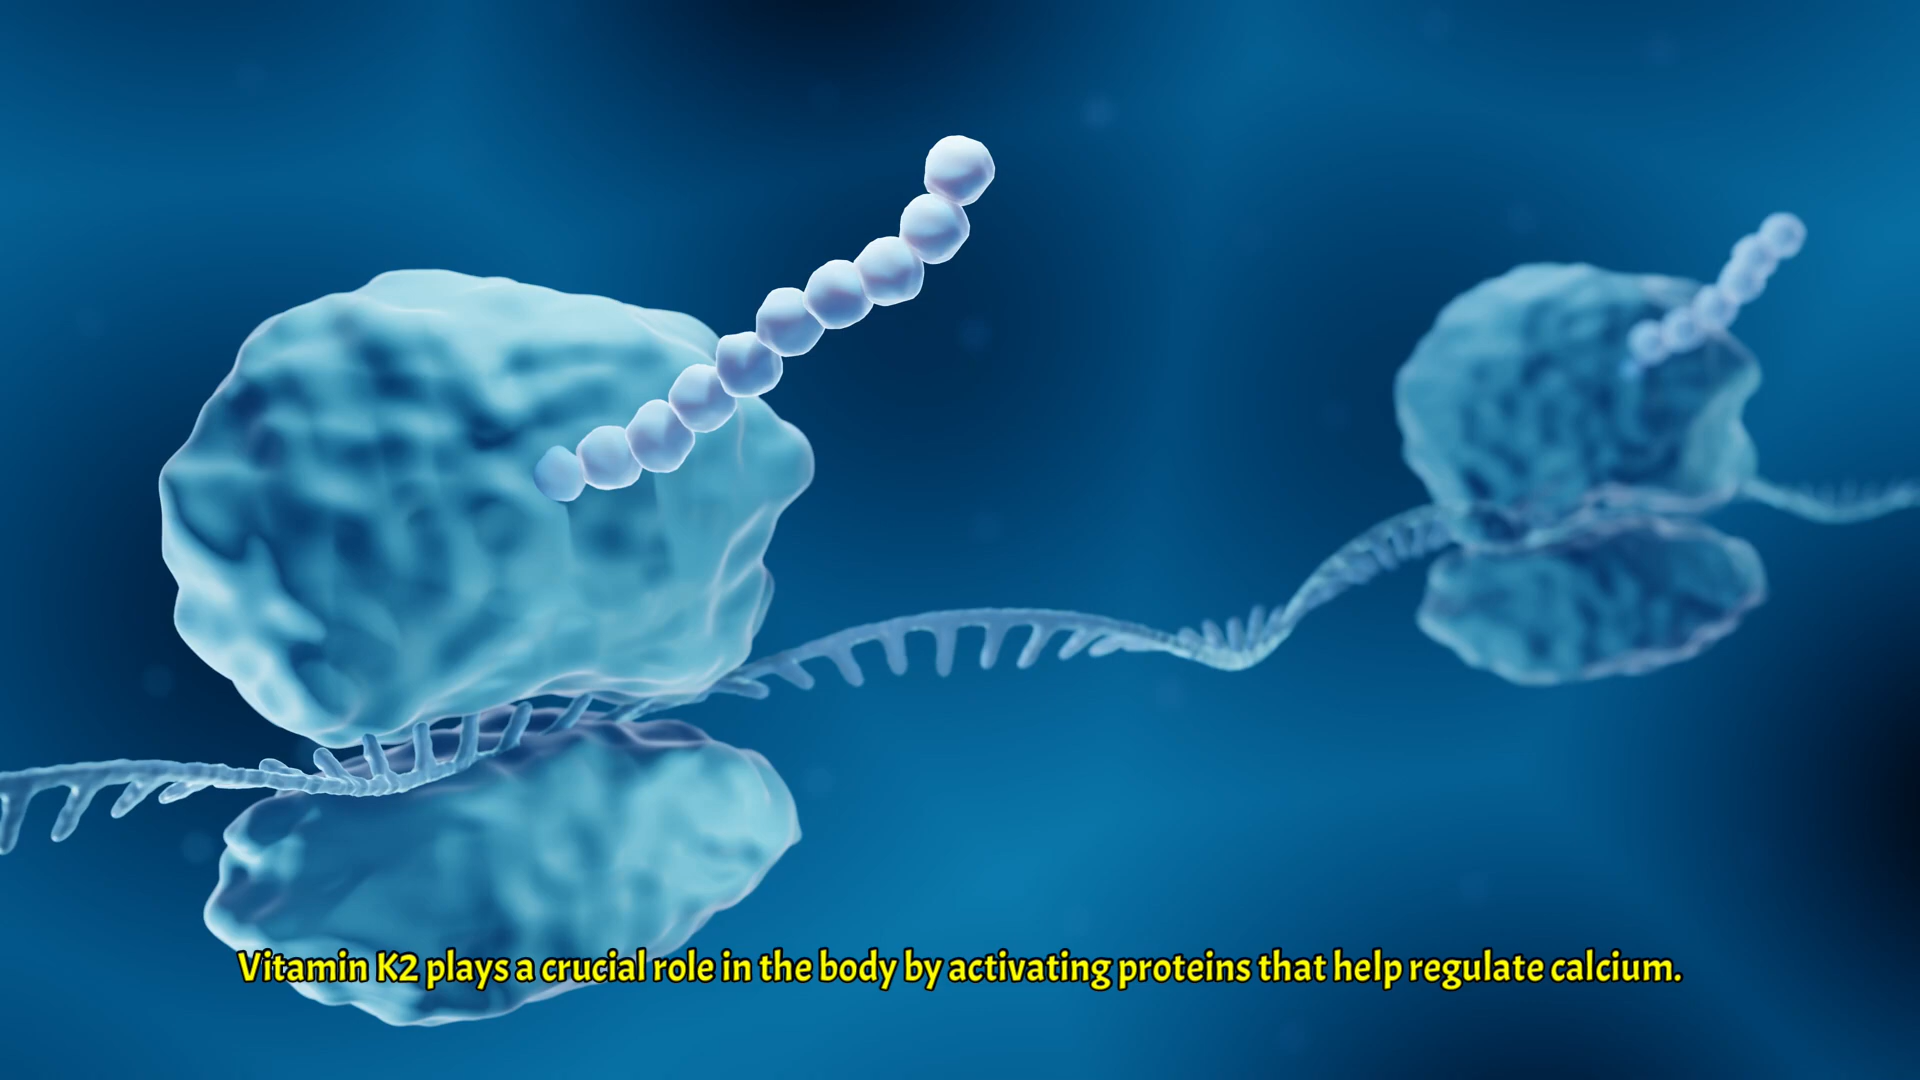 Vitamin K2 plays a crucial role in the body by activating proteins that help regulate calcium.